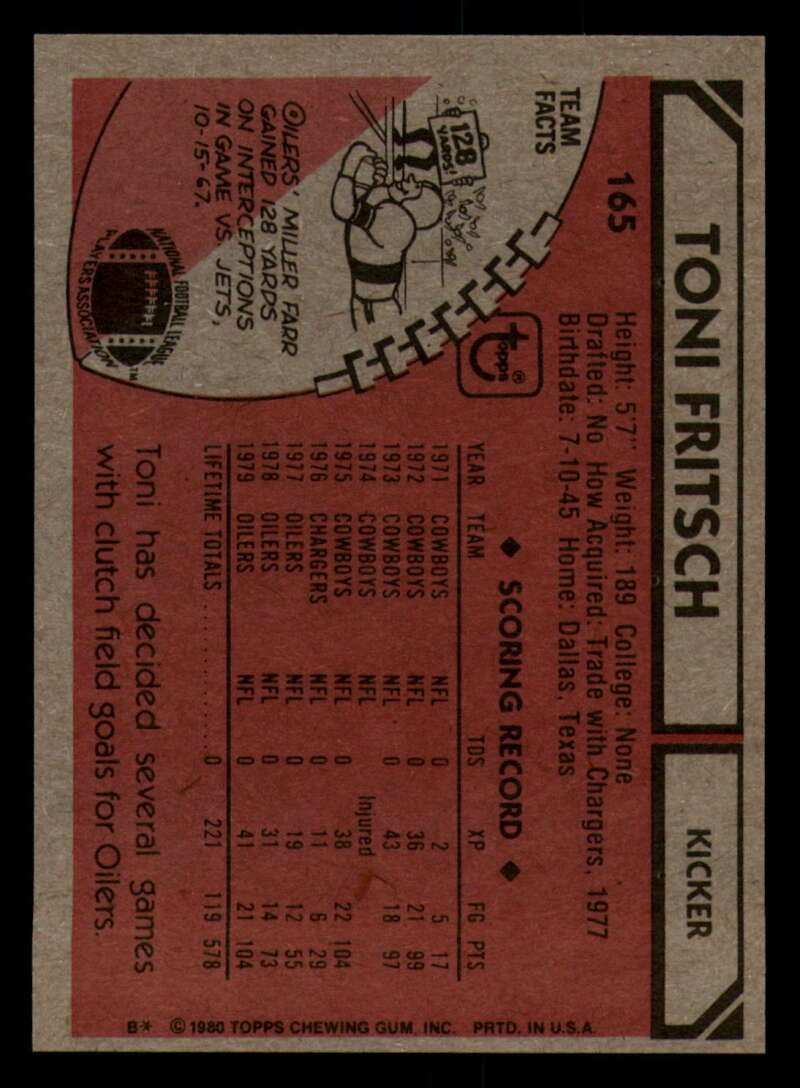 TONI FRITSCH
KICKER
165
Height: 5'7" Weight: 189 College: None
Drafted: No How Acquired: Trade with Chargers, 1977
Birthdate: 7-10-45 Home: Dallas, Texas
TEAM
FACTS
128
YARDS!
OILERS' MILLER FARR
GAINED 128 YARDS
ON INTERCEPTIONS
IN GAME VS. JETS,
10-15-67.
NATIONAL FOOTBALL LEAGUE
PLAYERS ASSOCIATION™
topps®
◆ SCORING RECORD ◆
YEAR TEAM TDS XP FG PTS
1971 COWBOYS NFL 0 2 5 17
1972 COWBOYS NFL 0 36 21 99
1973 COWBOYS NFL 0 43 18 97
1974 COWBOYS NFL Injured
1975 COWBOYS NFL 0 38 22 104
1976 CHARGERS NFL 0 11 6 29
1977 OILERS NFL 0 19 12 55
1978 OILERS NFL 0 31 14 73
1979 OILERS NFL 0 41 21 104
LIFETIME TOTALS ........... 0 221 119 578
Toni has decided several games
with clutch field goals for Oilers.
B* © 1980 TOPPS CHEWING GUM, INC. PRTD. IN U.S.A.